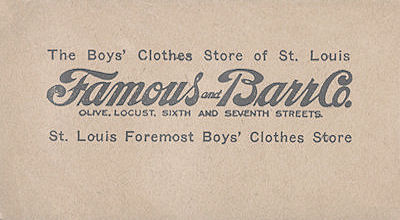 The Boys' Clothes Store of St. Louis
Famous and Barr Co.
OLIVE, LOCUST, SIXTH AND SEVENTH STREETS.
St. Louis Foremost Boys' Clothes Store